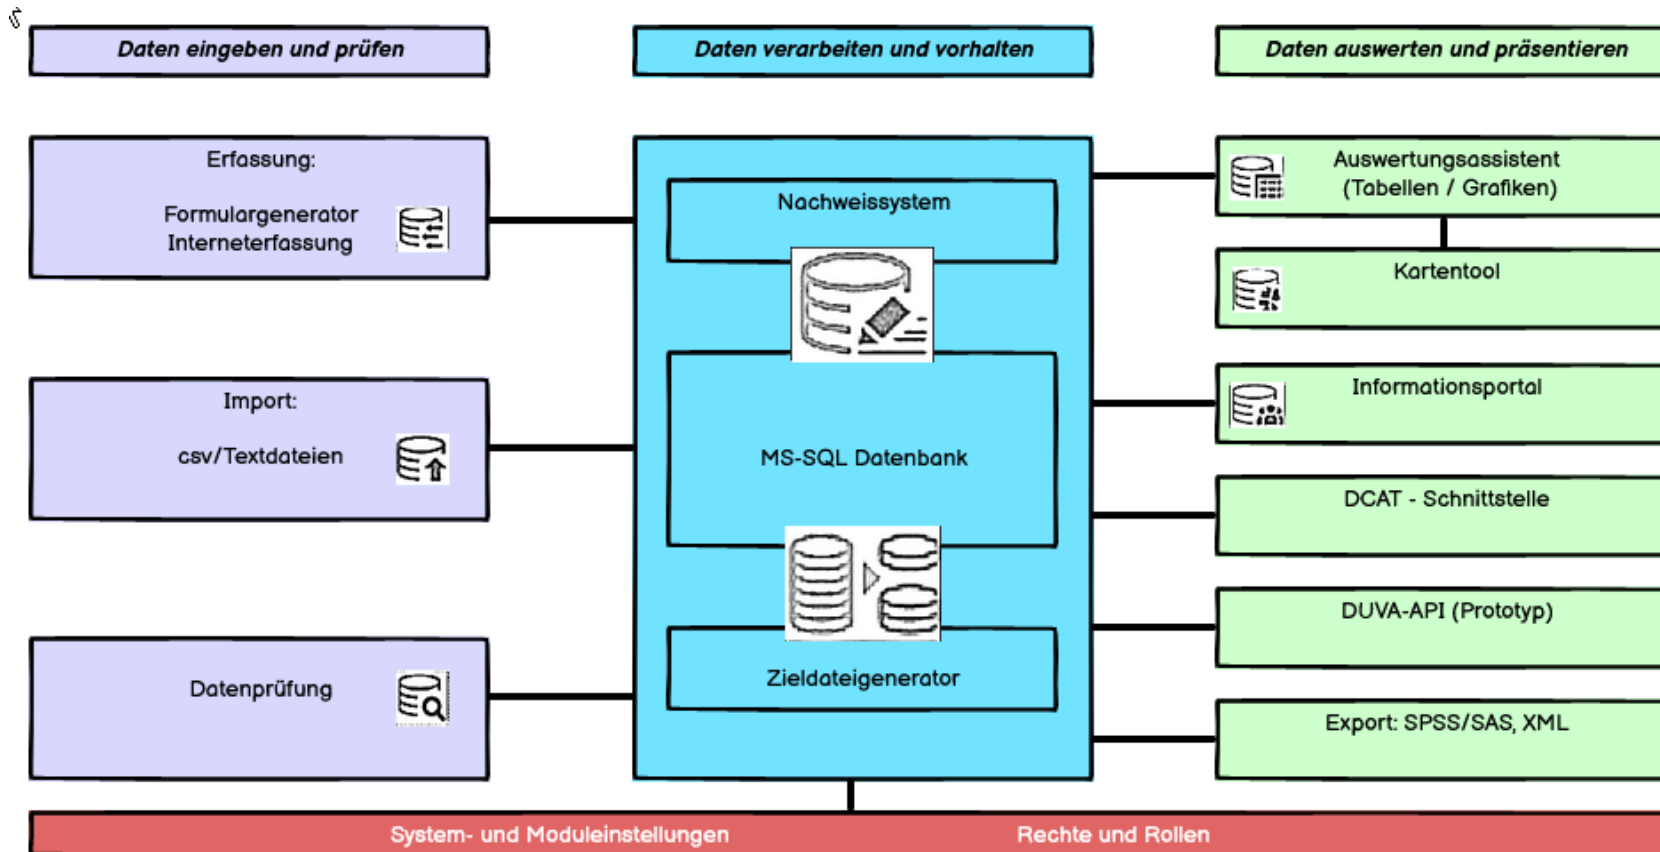 Daten eingeben und prüfen
Daten verarbeiten und vorhalten
Daten auswerten und präsentieren
Erfassung:
Formulargenerator
Interneterfassung
Import:
csv/Textdateien
Datenprüfung
Nachweissystem
MS-SQL Datenbank
Zieldateigenerator
Auswertungsassistent
(Tabellen / Grafiken)
Kartentool
Informationsportal
DCAT - Schnittstelle
DUVA-API (Prototyp)
Export: SPSS/SAS, XML
System- und Moduleinstellungen
Rechte und Rollen